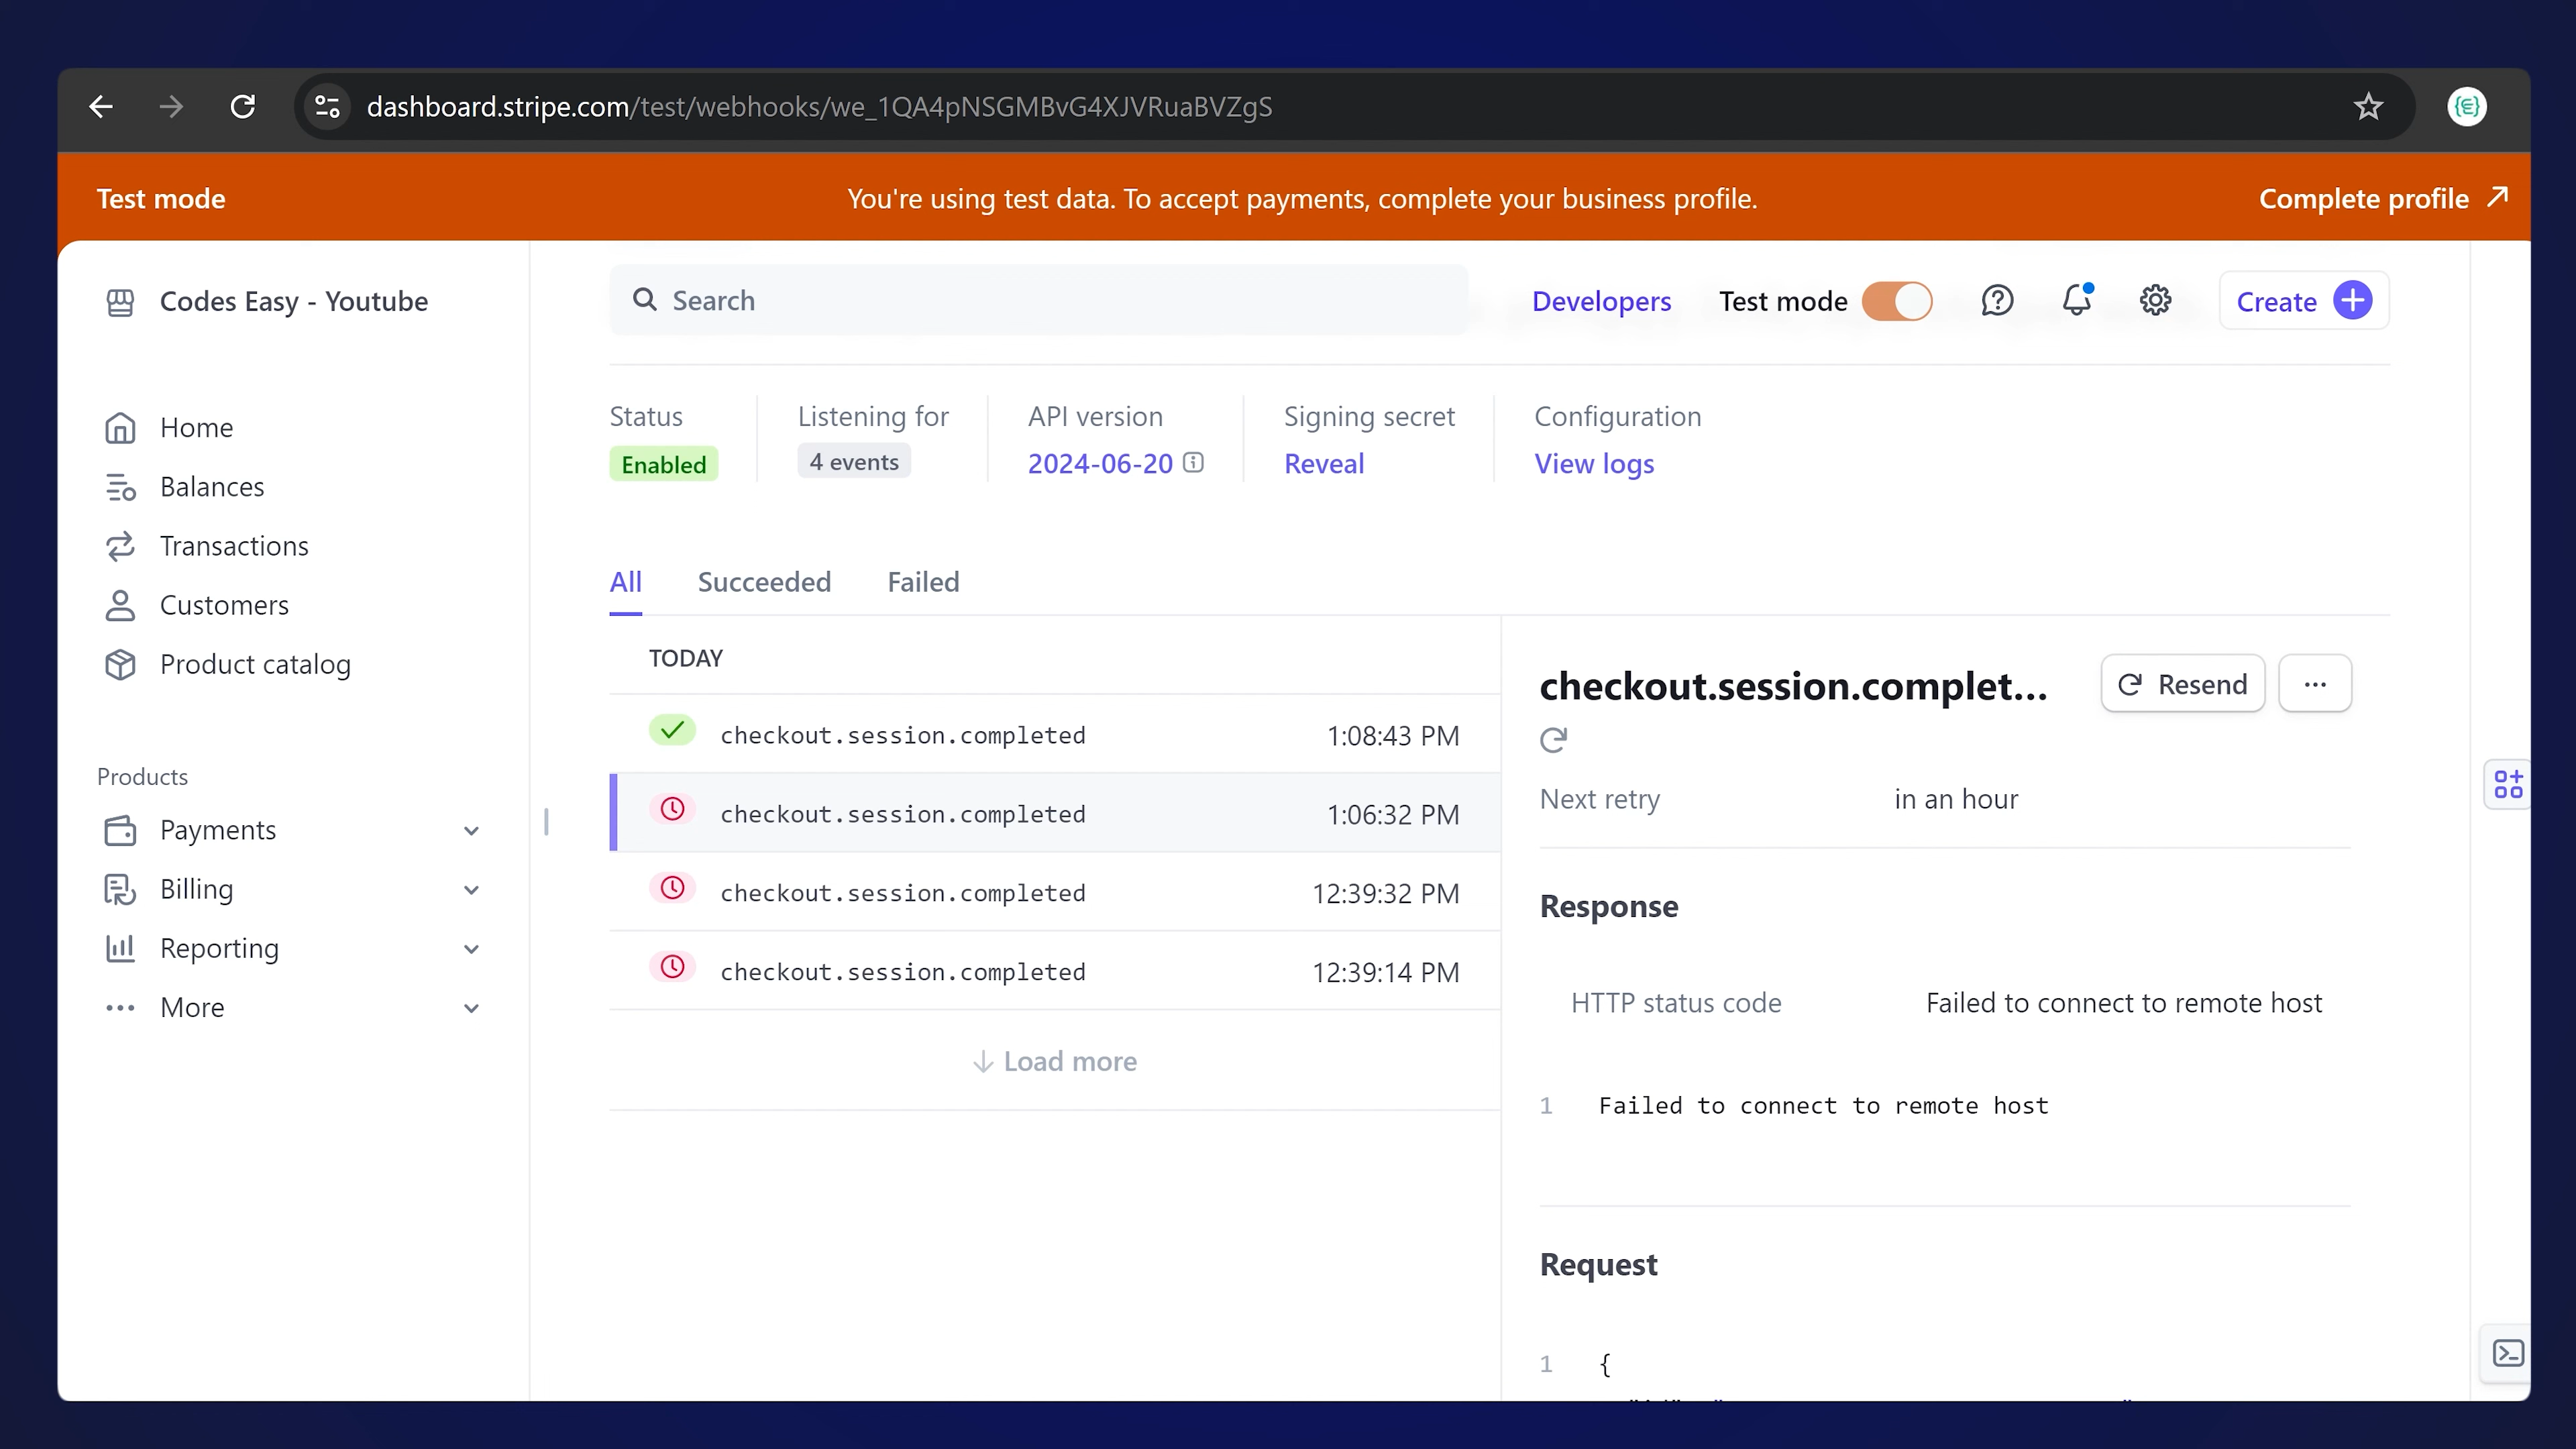 dashboard.stripe.com/test/webhooks/we_1QA4pNSGMBvG4XJVRuaBVZgS
Test mode
You're using test data. To accept payments, complete your business profile.
Complete profile
Codes Easy - Youtube
Search
Developers
Test mode
Create
Home
Balances
Transactions
Customers
Product catalog
Products
Payments
Billing
Reporting
More
Status
Enabled
Listening for
4 events
API version
2024-06-20
Signing secret
Reveal
Configuration
View logs
All
Succeeded
Failed
TODAY
checkout.session.completed 1:08:43 PM
checkout.session.completed 1:06:32 PM
checkout.session.completed 12:39:32 PM
checkout.session.completed 12:39:14 PM
Load more
checkout.session.complet...
Resend
Next retry in an hour
Response
HTTP status code Failed to connect to remote host
1 Failed to connect to remote host
Request
1 {